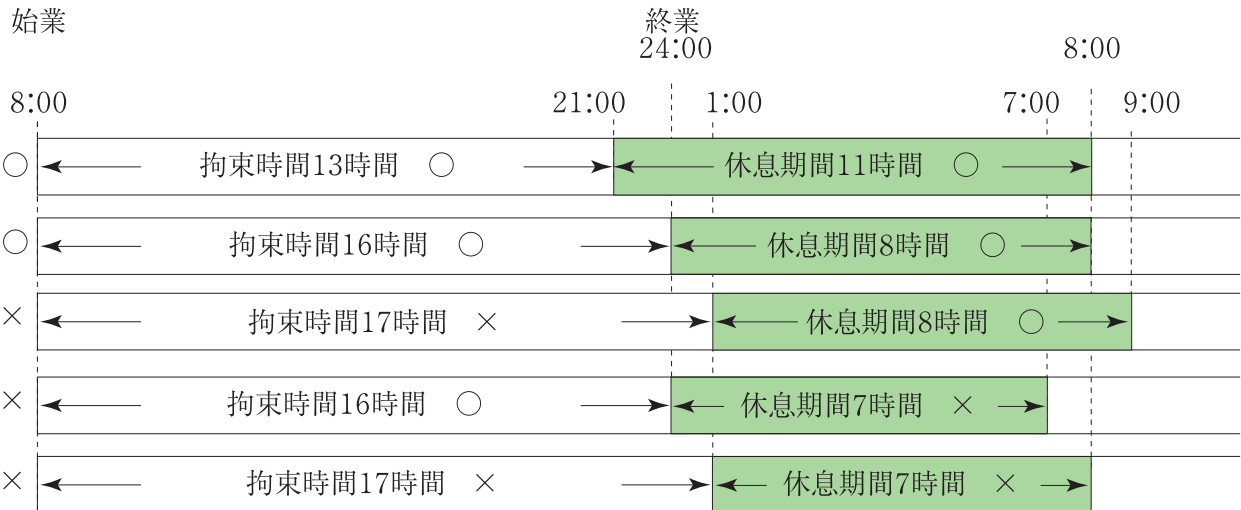 始業
終業
24:00
8:00
8:00
21:00
1:00
7:00
9:00
○ 拘束時間13時間 ○ 休息期間11時間 ○
○ 拘束時間16時間 ○ 休息期間8時間 ○
× 拘束時間17時間 × 休息期間8時間 ○
× 拘束時間16時間 ○ 休息期間7時間 ×
× 拘束時間17時間 × 休息期間7時間 ×